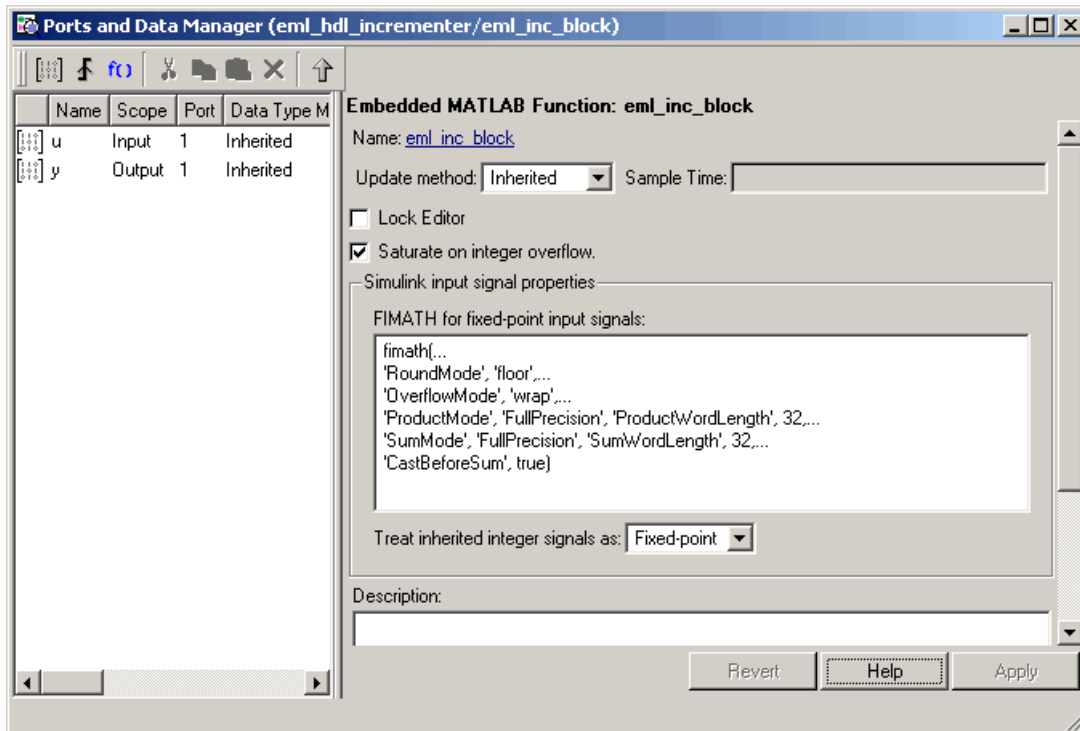 Ports and Data Manager (eml_hdl_incrementer/eml_inc_block)
f()
Name Scope Port Data Type M
u Input 1 Inherited
y Output 1 Inherited
Embedded MATLAB Function: eml_inc_block
Name: eml_inc_block
Update method: Inherited Sample Time:
Lock Editor
Saturate on integer overflow.
Simulink input signal properties
FIMATH for fixed-point input signals:
fimath(...
'RoundMode', 'floor',...
'OverflowMode', 'wrap',...
'ProductMode', 'FullPrecision', 'ProductWordLength', 32,...
'SumMode', 'FullPrecision', 'SumWordLength', 32,...
'CastBeforeSum', true)
Treat inherited integer signals as: Fixed-point
Description:
Revert Help Apply